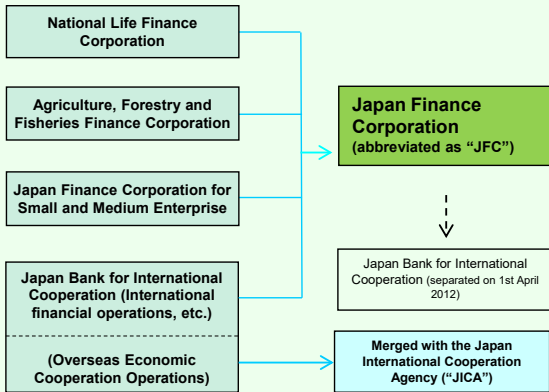 National Life Finance
Corporation
Agriculture, Forestry and
Fisheries Finance Corporation
Japan Finance Corporation for
Small and Medium Enterprise
Japan Bank for International
Cooperation (International
financial operations, etc.)
(Overseas Economic
Cooperation Operations)
Japan Finance
Corporation
(abbreviated as “JFC”)
Japan Bank for International
Cooperation (separated on 1st April
2012)
Merged with the Japan
International Cooperation
Agency (“JICA”)